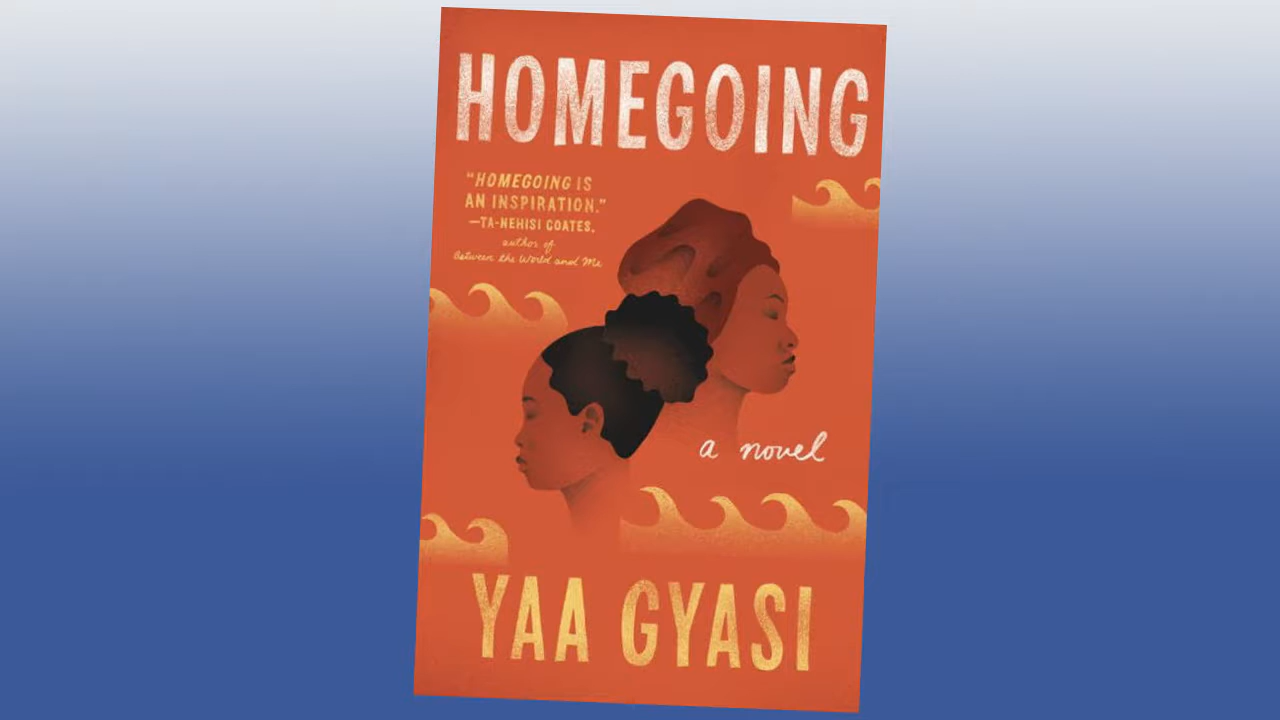 HOMEGOING
“HOMEGOING IS
AN INSPIRATION.”
—TA-NEHISI COATES,
author of
Between the World and Me
a novel
YAA GYASI